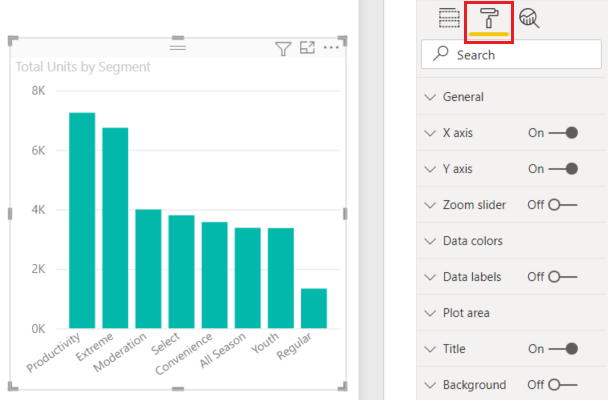 Total Units by Segment
8K
6K
4K
2K
0K
Productivity
Extreme
Moderation
Select
Convenience
All Season
Youth
Regular
Search
General
X axis On
Y axis On
Zoom slider Off
Data colors
Data labels Off
Plot area
Title On
Background Off